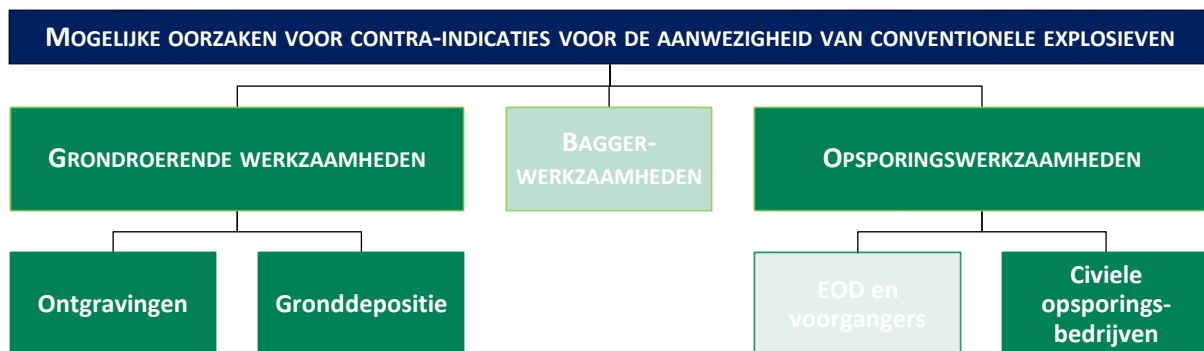 MOGELIJKE OORZAKEN VOOR CONTRA-INDICATIES VOOR DE AANWEZIGHEID VAN CONVENTIONELE EXPLOSIEVEN
GRONDROERENDE WERKZAAMHEDEN
BAGGER-
WERKZAAMHEDEN
OPSPORINGSWERKZAAMHEDEN
Ontgravingen
Gronddepositie
EOD en
voorgangers
Civiele
opsporings-
bedrijven